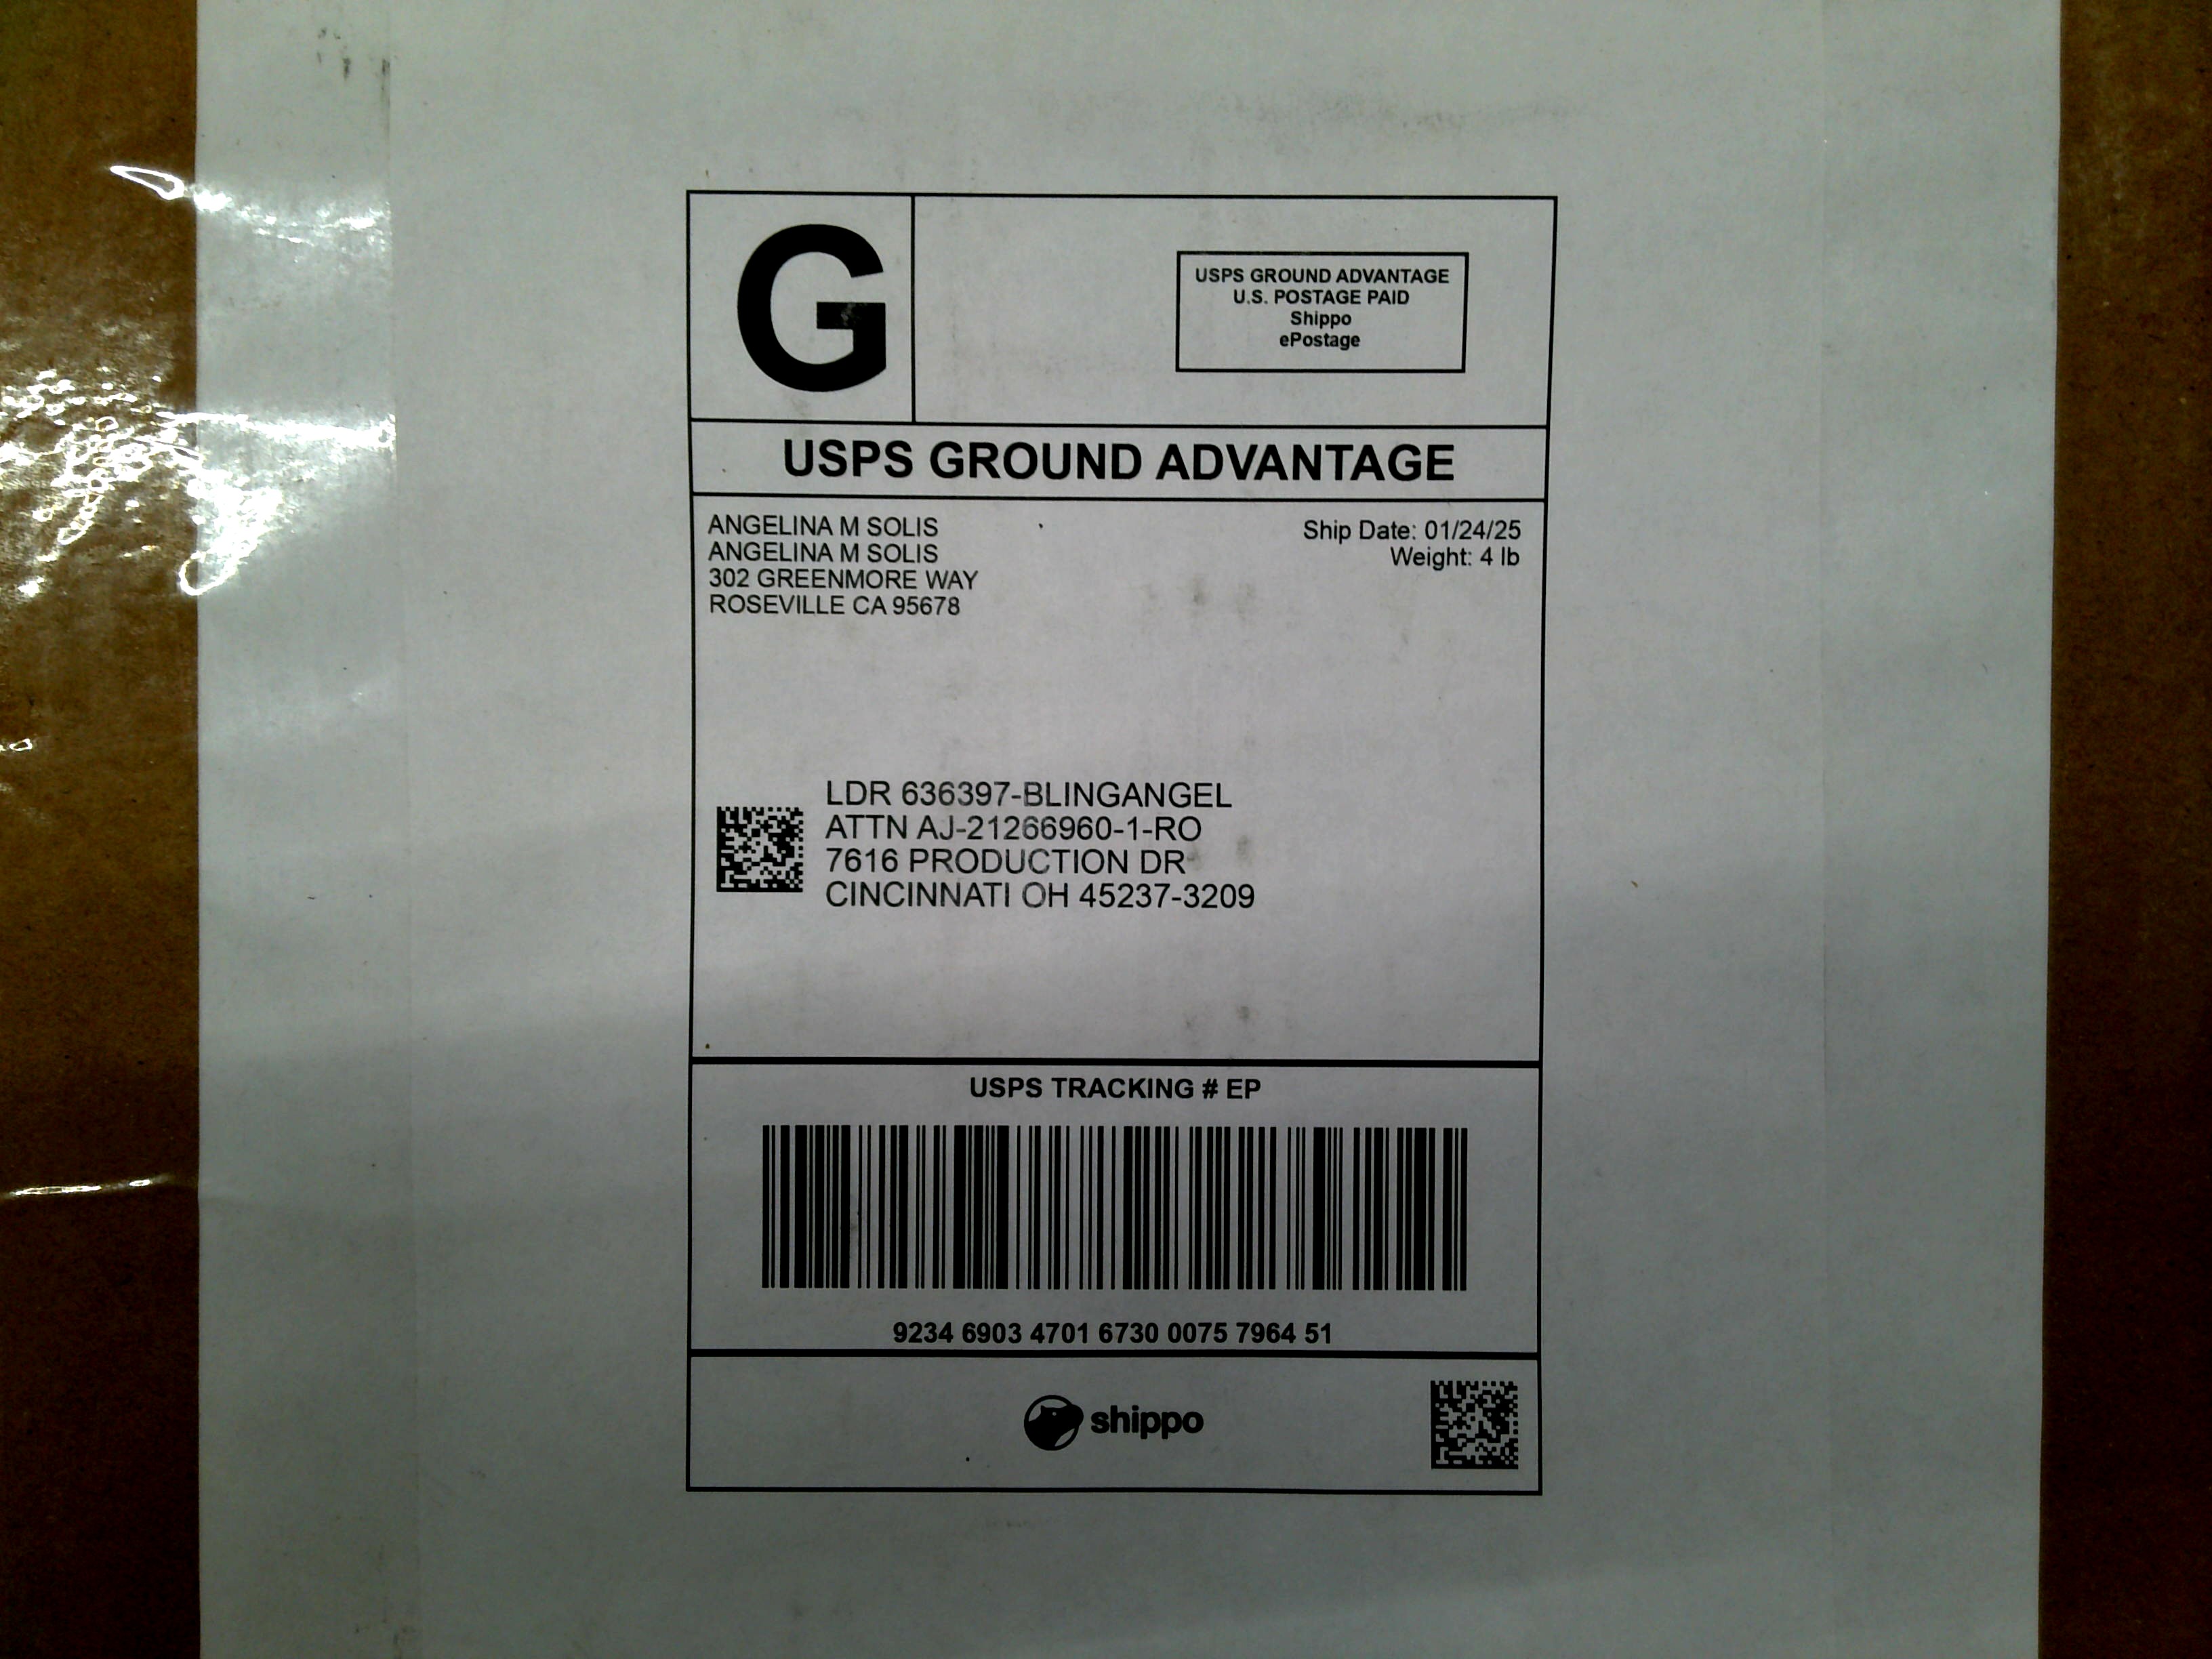 G
USPS GROUND ADVANTAGE
U.S. POSTAGE PAID
Shippo
ePostage
USPS GROUND ADVANTAGE
ANGELINA M SOLIS
ANGELINA M SOLIS
302 GREENMORE WAY
ROSEVILLE CA 95678
Ship Date: 01/24/25
Weight: 4 lb
LDR 636397-BLINGANGEL
ATTN AJ-21266960-1-RO
7616 PRODUCTION DR
CINCINNATI OH 45237-3209
USPS TRACKING # EP
9234 6903 4701 6730 0075 7964 51
shippo